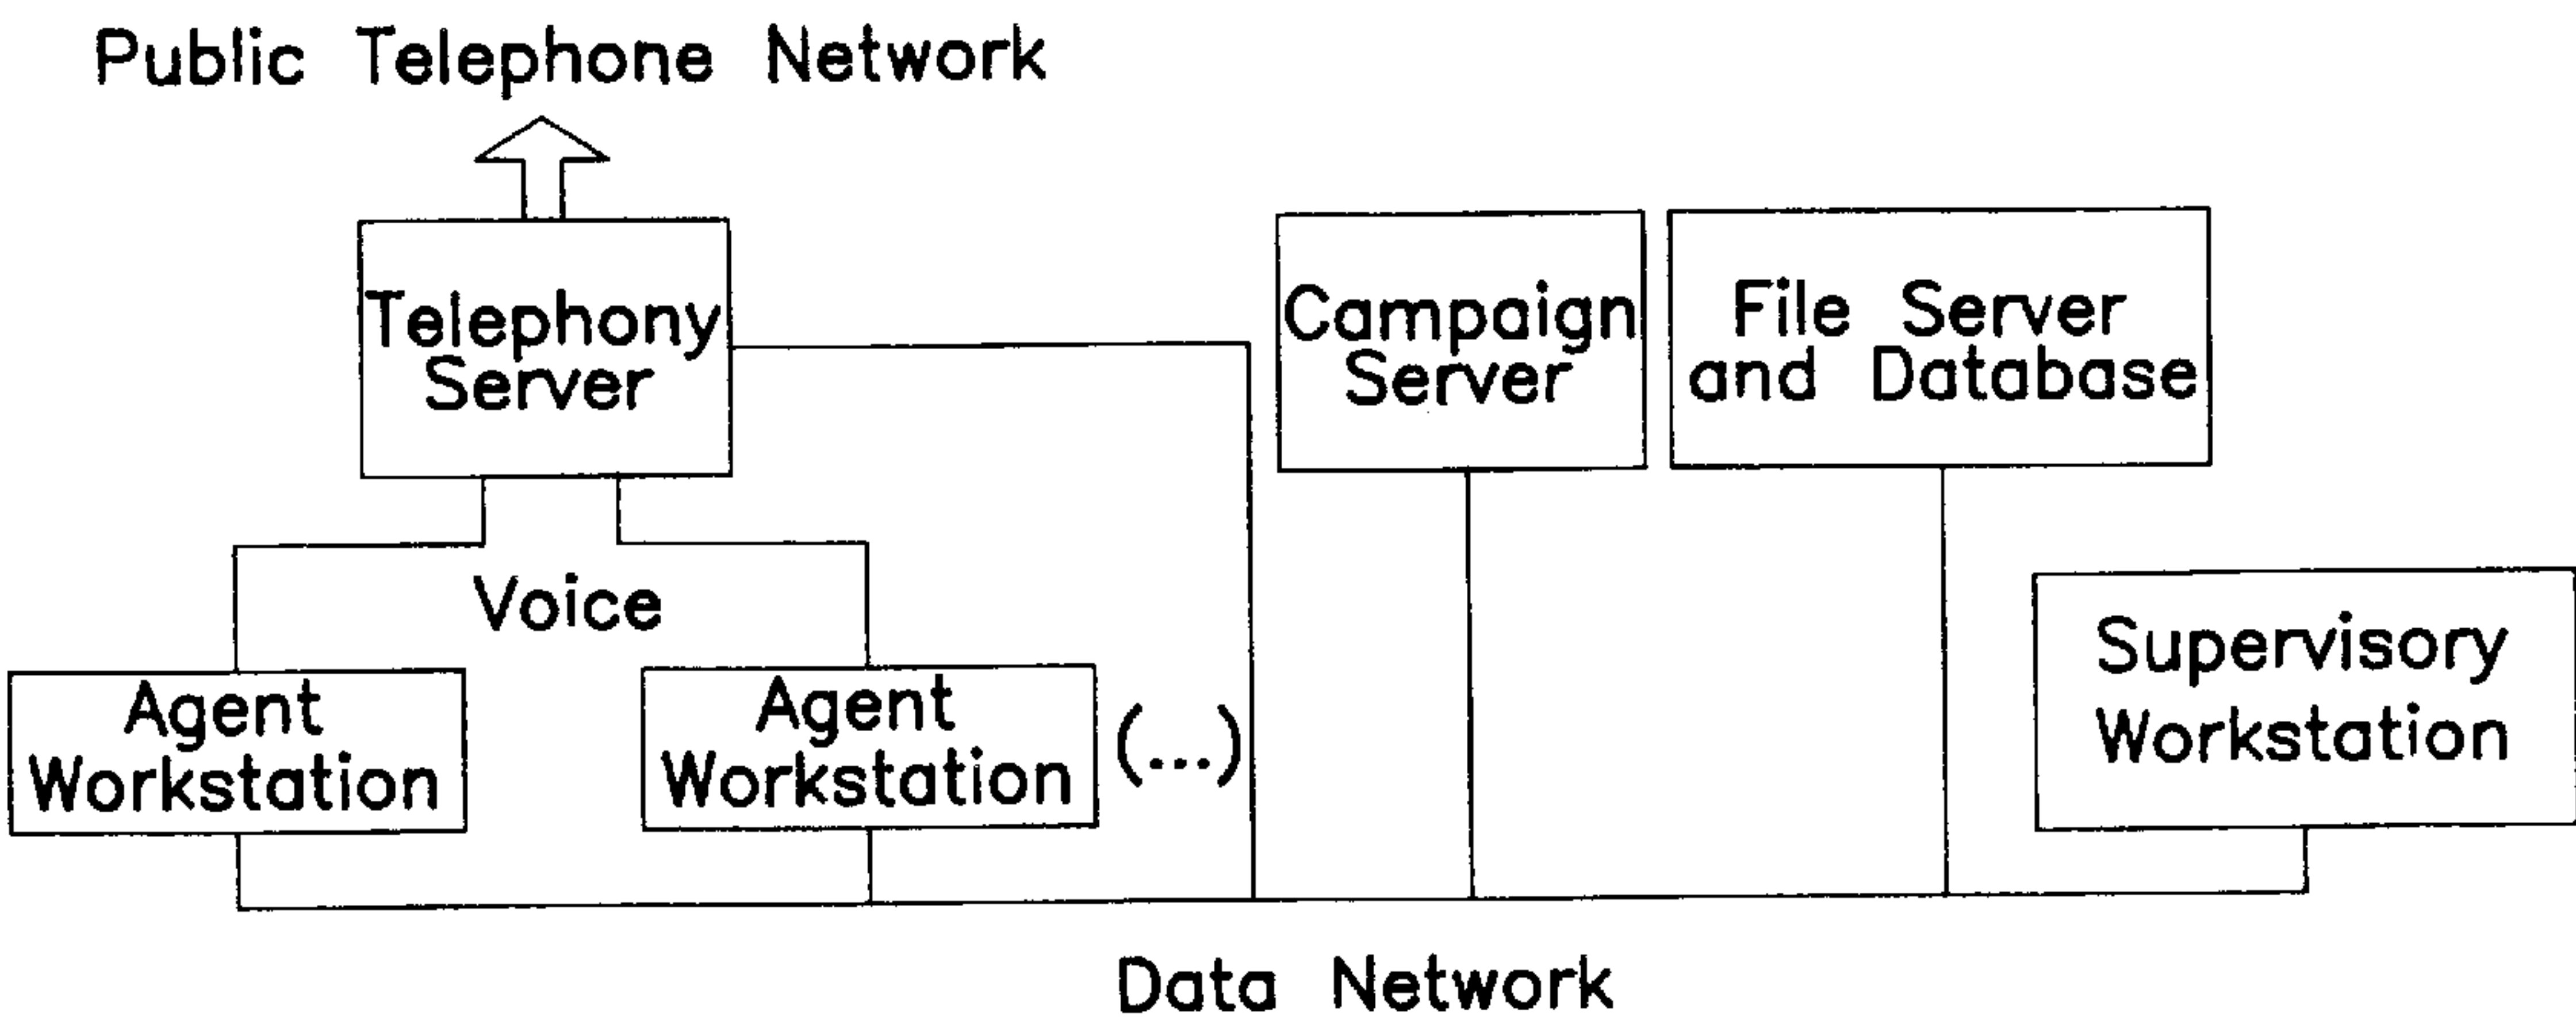 Public Telephone Network
Telephony
Server
Campaign
Server
File Server
and Database
Voice
Supervisory
Workstation
Agent
Workstation
Agent
Workstation
(...)
Data Network